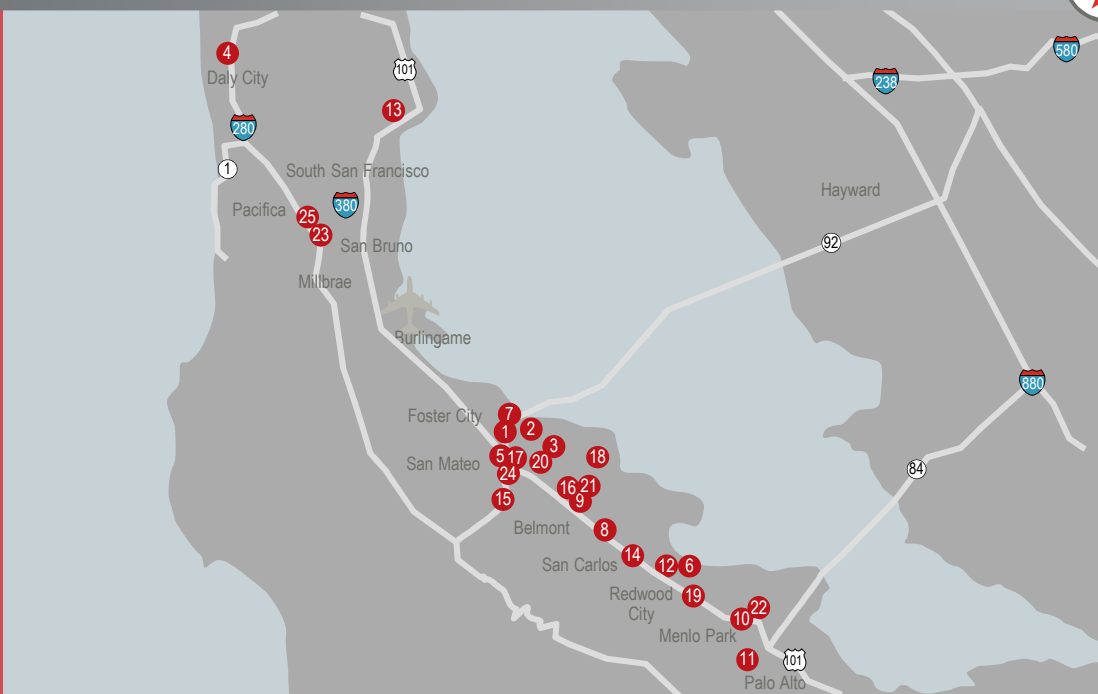 4
Daly City
101
580
238
13
280
1
South San Francisco
380
Hayward
Pacifica
25
23
San Bruno
92
Millbrae
Burlingame
880
Foster City
7
1
2
3
San Mateo
5
17
20
18
24
84
15
16
21
9
Belmont
8
San Carlos
14
12
6
Redwood
City
19
22
10
Menlo Park
11
101
Palo Alto